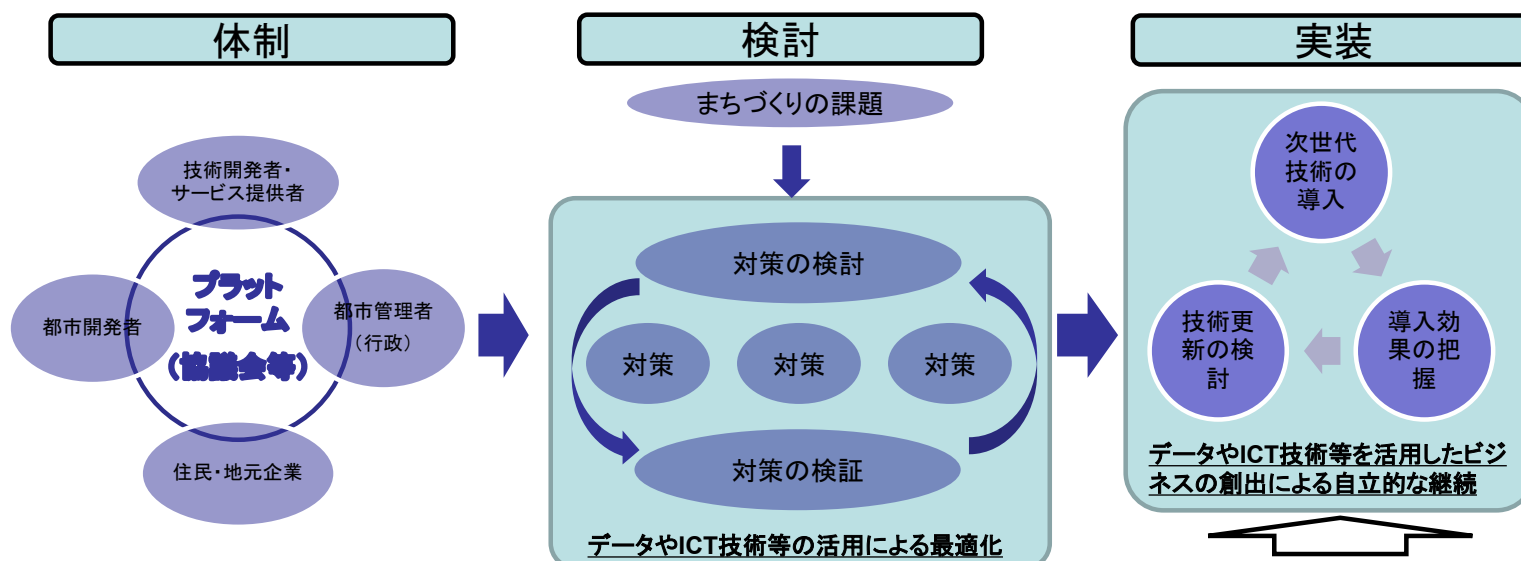 体制
技術開発者・
サービス提供者
都市開発者
プラット
フォーム
（協議会等）
都市管理者
（行政）
住民・地元企業
検討
まちづくりの課題
対策の検討
対策
対策
対策
対策の検証
データやICT技術等の活用による最適化
実装
次世代
技術の
導入
技術更
新の検
討
導入効
果の把
握
データやICT技術等を活用したビジ
ネスの創出による自立的な継続